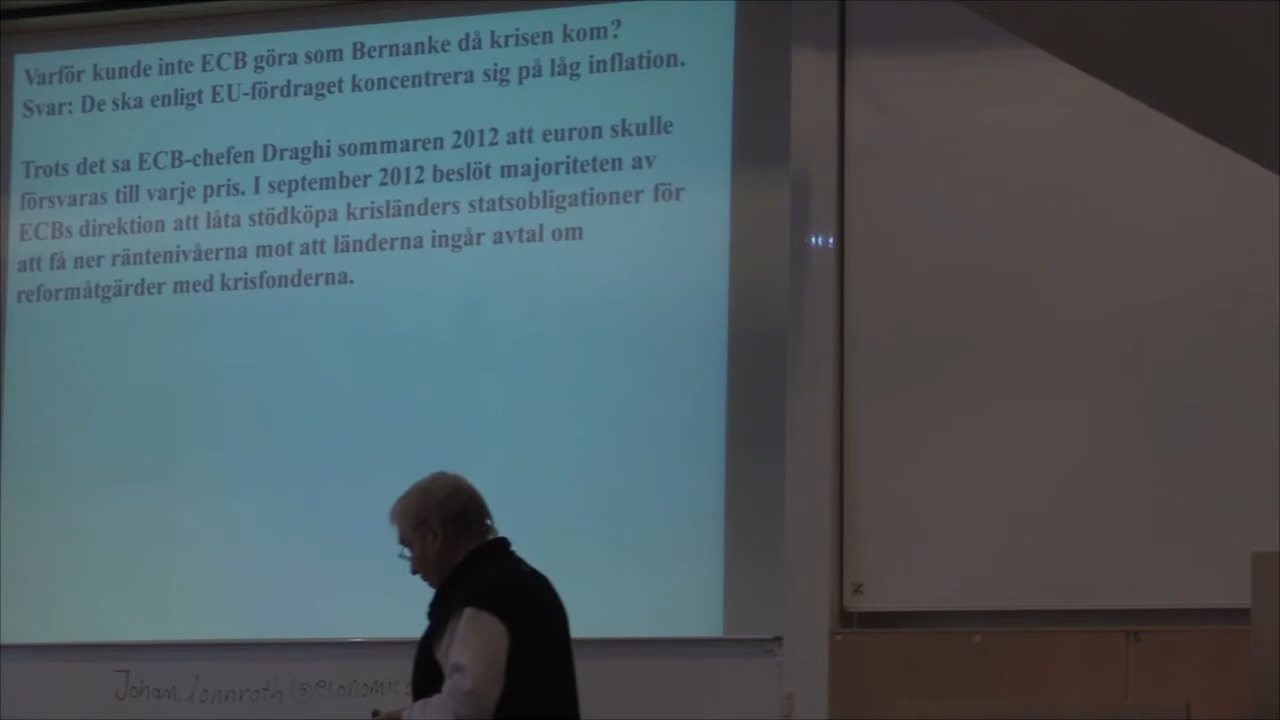 Varför kunde inte ECB göra som Bernanke då krisen kom?
Svar: De ska enligt EU-fördraget koncentrera sig på låg inflation.
Trots det sa ECB-chefen Draghi sommaren 2012 att euron skulle
försvaras till varje pris. I september 2012 beslöt majoriteten av
ECBs direktion att låta stödköpa krisländers statsobligationer för
att få ner räntenivåerna mot att länderna ingår avtal om
reformåtgärder med krisfonderna.
Johan.lonnroth@economics